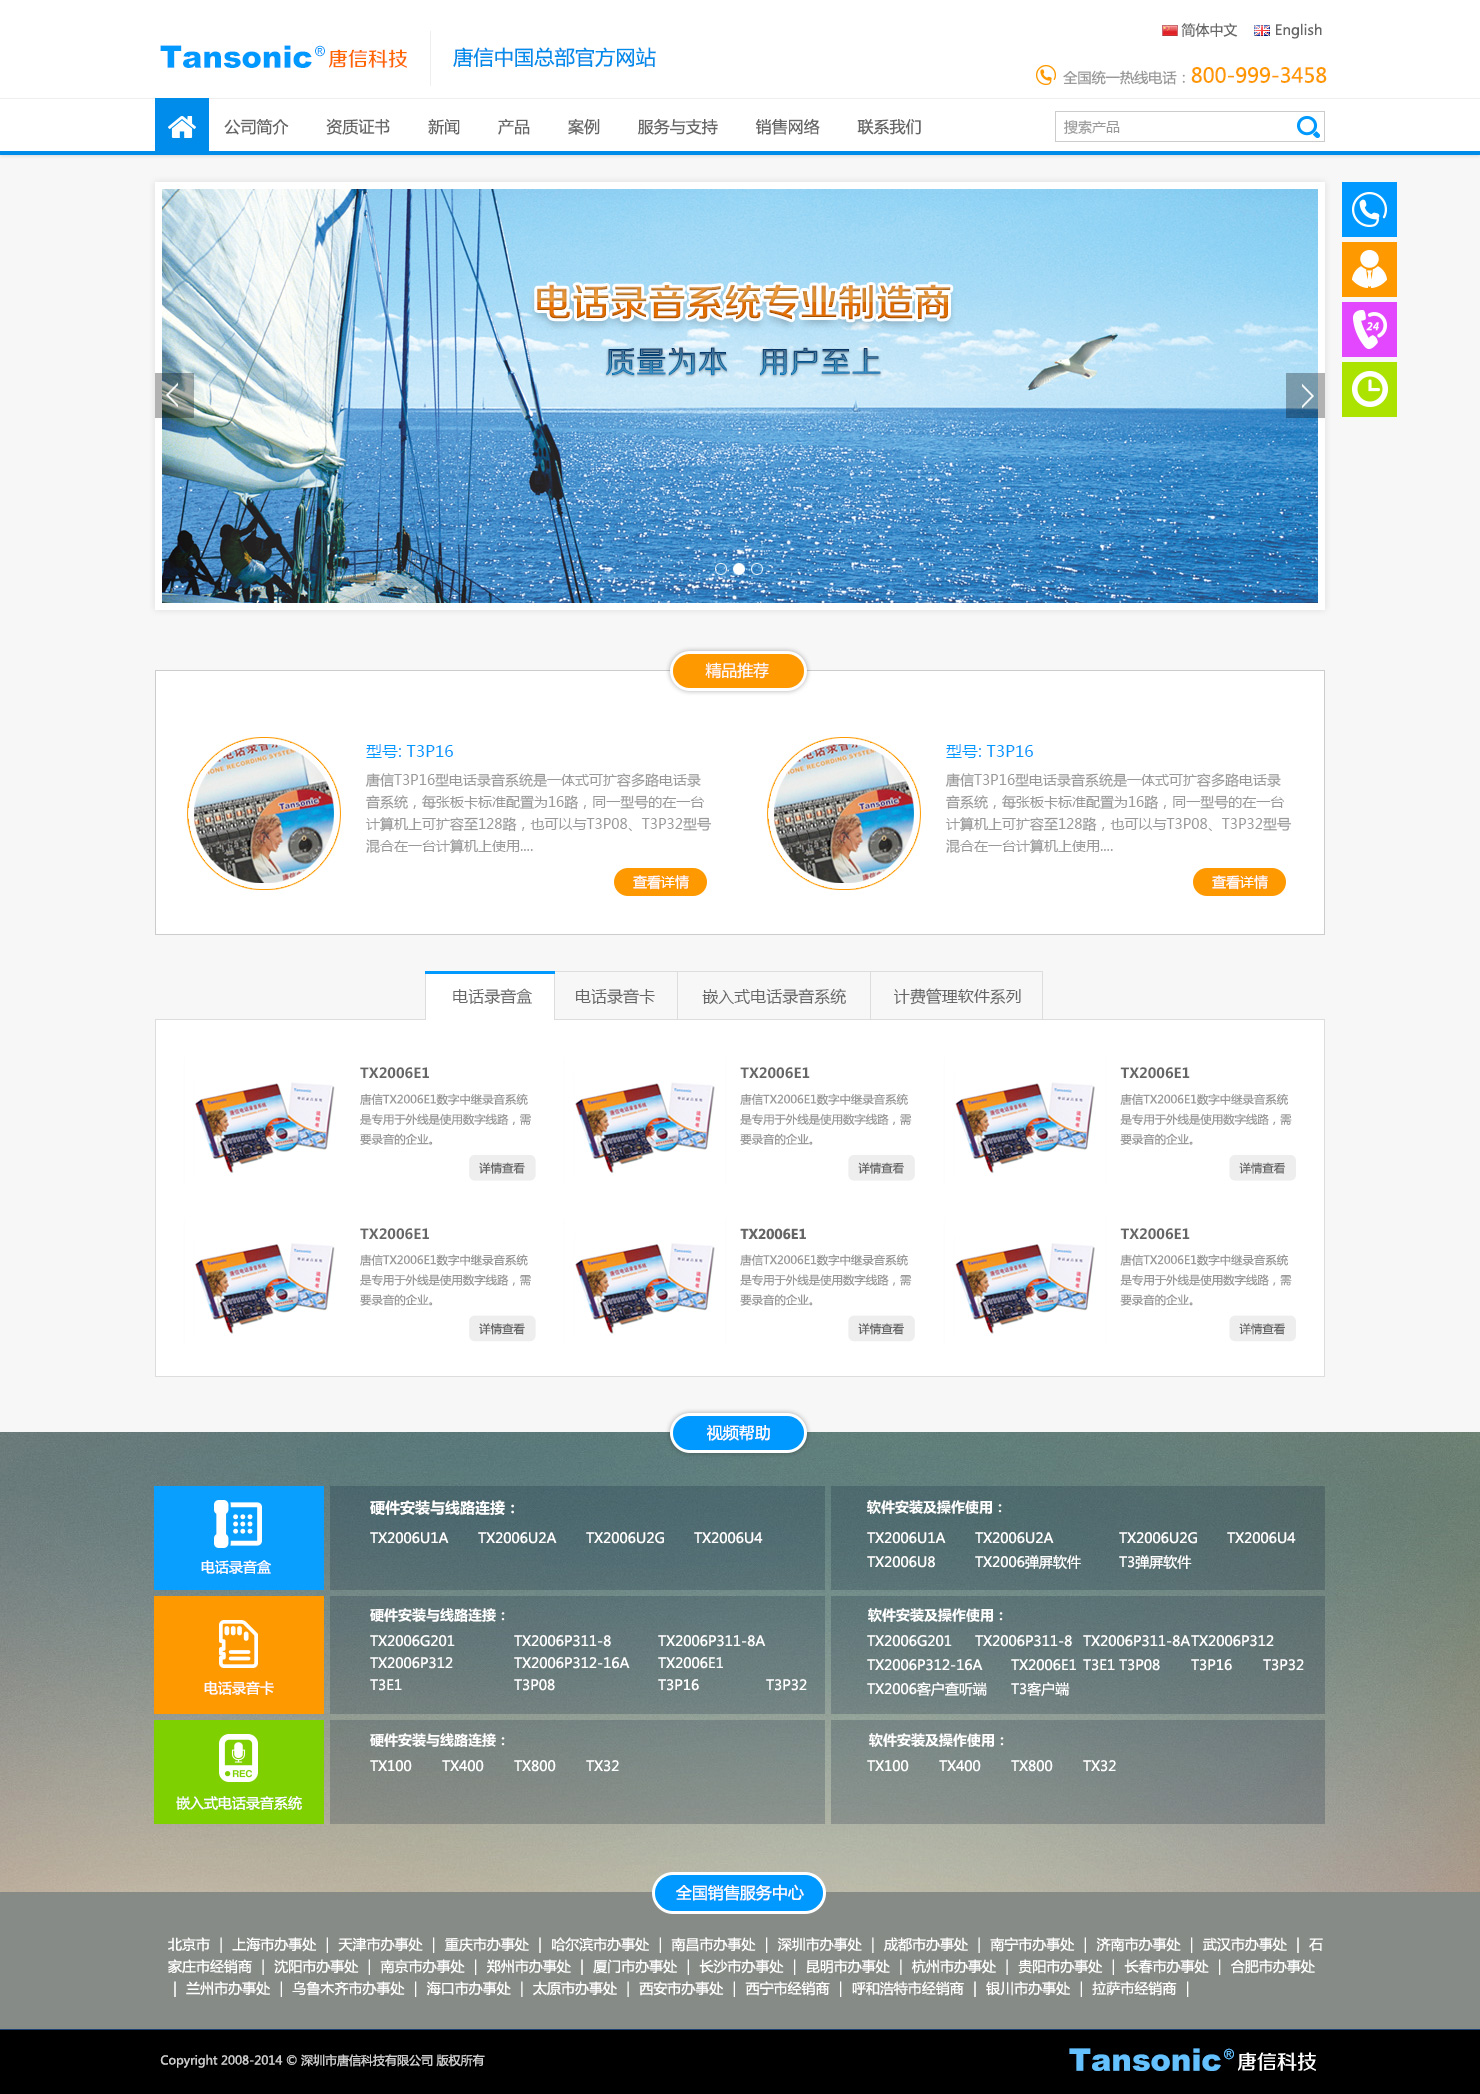 简体中文 English
Tansonic®唐信科技 唐信中国总部官方网站
全国统一热线电话：800-999-3458
公司简介 资质证书 新闻 产品 案例 服务与支持 销售网络 联系我们 搜索产品
电话录音系统专业制造商
质量为本 用户至上
24
精品推荐
型号: T3P16
唐信T3P16型电话录音系统是一体式可扩容多路电话录
音系统，每张板卡标准配置为16路，同一型号的在一台
计算机上可扩容至128路，也可以与T3P08、T3P32型号
混合在一台计算机上使用....
查看详情
型号: T3P16
唐信T3P16型电话录音系统是一体式可扩容多路电话录
音系统，每张板卡标准配置为16路，同一型号的在一台
计算机上可扩容至128路，也可以与T3P08、T3P32型号
混合在一台计算机上使用....
查看详情
电话录音盒 电话录音卡 嵌入式电话录音系统 计费管理软件系列
TX2006E1
唐信TX2006E1数字中继录音系统
是专用于外线是使用数字线路，需
要录音的企业。
详情查看
TX2006E1
唐信TX2006E1数字中继录音系统
是专用于外线是使用数字线路，需
要录音的企业。
详情查看
TX2006E1
唐信TX2006E1数字中继录音系统
是专用于外线是使用数字线路，需
要录音的企业。
详情查看
TX2006E1
唐信TX2006E1数字中继录音系统
是专用于外线是使用数字线路，需
要录音的企业。
详情查看
TX2006E1
唐信TX2006E1数字中继录音系统
是专用于外线是使用数字线路，需
要录音的企业。
详情查看
TX2006E1
唐信TX2006E1数字中继录音系统
是专用于外线是使用数字线路，需
要录音的企业。
详情查看
视频帮助
电话录音盒
硬件安装与线路连接：
TX2006U1A TX2006U2A TX2006U2G TX2006U4
软件安装及操作使用：
TX2006U1A TX2006U2A TX2006U2G TX2006U4
TX2006U8 TX2006弹屏软件 T3弹屏软件
电话录音卡
硬件安装与线路连接：
TX2006G201 TX2006P311-8 TX2006P311-8A
TX2006P312 TX2006P312-16A TX2006E1
T3E1 T3P08 T3P16 T3P32
软件安装及操作使用：
TX2006G201 TX2006P311-8 TX2006P311-8ATX2006P312
TX2006P312-16A TX2006E1 T3E1 T3P08 T3P16 T3P32
TX2006客户查听端 T3客户端
REC
嵌入式电话录音系统
硬件安装与线路连接：
TX100 TX400 TX800 TX32
软件安装及操作使用：
TX100 TX400 TX800 TX32
全国销售服务中心
北京市 | 上海市办事处 | 天津市办事处 | 重庆市办事处 | 哈尔滨市办事处 | 南昌市办事处 | 深圳市办事处 | 成都市办事处 | 南宁市办事处 | 济南市办事处 | 武汉市办事处 | 石
家庄市经销商 | 沈阳市办事处 | 南京市办事处 | 郑州市办事处 | 厦门市办事处 | 长沙市办事处 | 昆明市办事处 | 杭州市办事处 | 贵阳市办事处 | 长春市办事处 | 合肥市办事处
| 兰州市办事处 | 乌鲁木齐市办事处 | 海口市办事处 | 太原市办事处 | 西安市办事处 | 西宁市经销商 | 呼和浩特市经销商 | 银川市办事处 | 拉萨市经销商 |
Copyright 2008-2014 © 深圳市唐信科技有限公司 版权所有
Tansonic®唐信科技